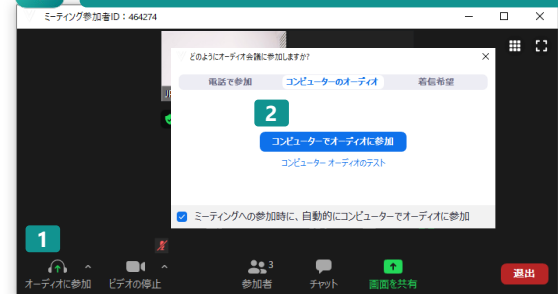 ミーティング参加者ID：464274
どのようにオーディオ会議に参加しますか?
電話で参加 コンピューターのオーディオ 着信希望
2
コンピューターでオーディオに参加
コンピューター オーディオのテスト
ミーティングへの参加時に、自動的にコンピューターでオーディオに参加
1
3
オーディオに参加 ビデオの停止 参加者 チャット 画面を共有 退出